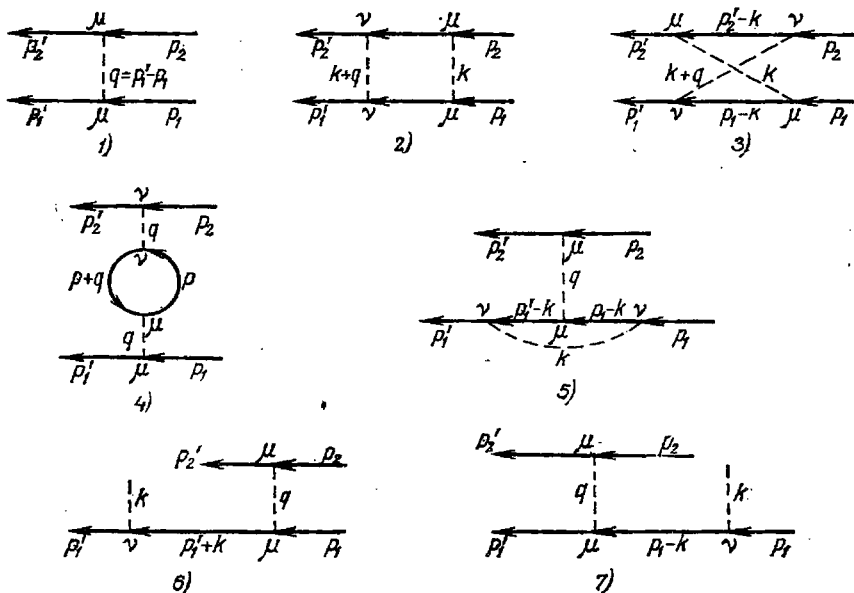 μ ν μ μ ν
p₂' p₂ p₂' p₂ p₂' p₂'-k p₂
q=p₁'-p₁ k+q k k+q k
p₁' μ p₁ p₁' ν μ p₁ p₁' ν p₁-k μ p₁
1) 2) 3)
ν
p₂' p₂
q
ν
p+q p
μ
q
p₁' μ p₁
4)
p₂' μ p₂
q
ν p₁'-k p₁-k ν
p₁' μ p₁
k
5)
p₂' μ p₂
k q
p₁' ν p₁'+k μ p₁
6)
p₂' μ p₂
q k
p₁' μ p₁-k ν p₁
7)